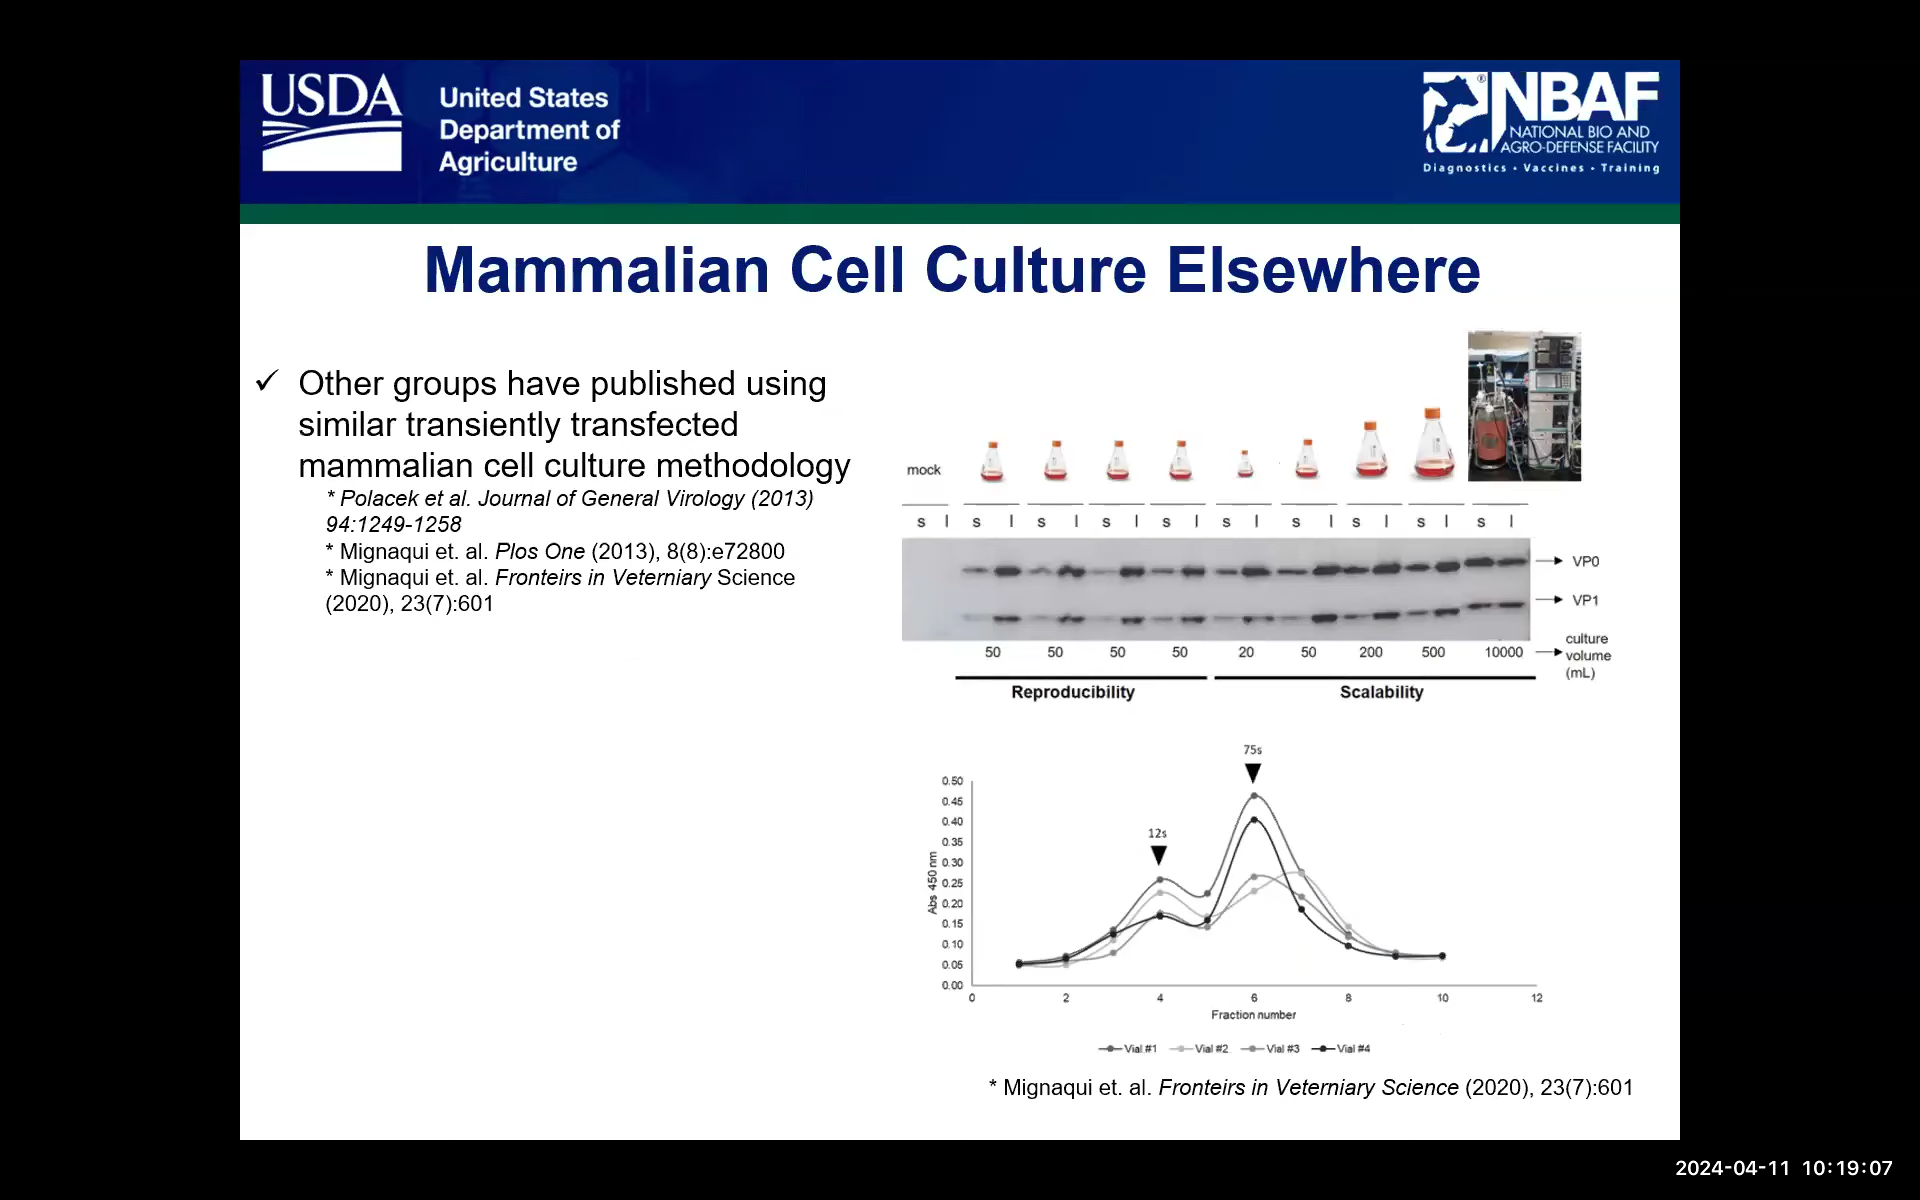 USDA
United States
Department of
Agriculture
NBAF
®
NATIONAL BIO AND
AGRO-DEFENSE FACILITY
Diagnostics • Vaccines • Training
Mammalian Cell Culture Elsewhere
✓ Other groups have published using
similar transiently transfected
mammalian cell culture methodology
* Polacek et al. Journal of General Virology (2013)
94:1249-1258
* Mignaqui et. al. Plos One (2013), 8(8):e72800
* Mignaqui et. al. Fronteirs in Veterniary Science
(2020), 23(7):601
mock
s l s l s l s l s l s l s l s l s l s l
VP0
VP1
50 50 50 50 20 50 200 500 10000
culture
volume
(mL)
Reproducibility Scalability
75s
12s
Abs 450 nm
0.50
0.45
0.40
0.35
0.30
0.25
0.20
0.15
0.10
0.05
0.00
0 2 4 6 8 10 12
Fraction number
Vial #1 Vial #2 Vial #3 Vial #4
* Mignaqui et. al. Fronteirs in Veterniary Science (2020), 23(7):601
2024-04-11 10:19:07